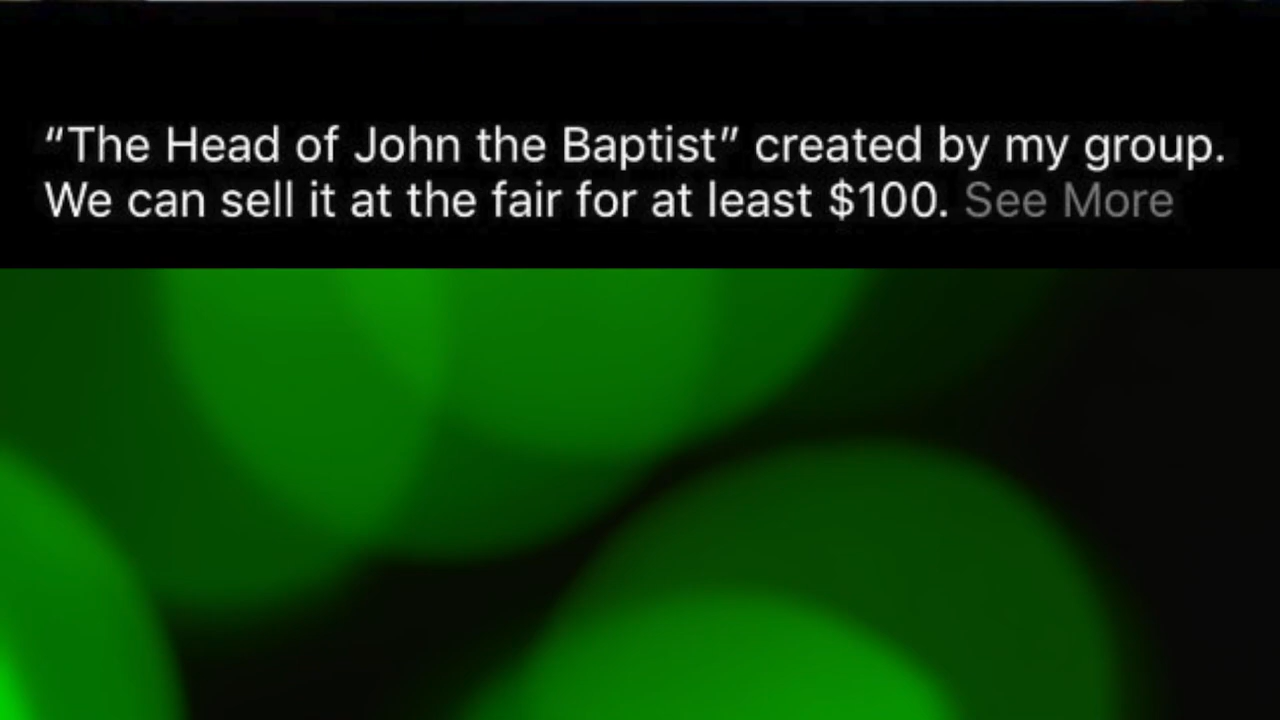 “The Head of John the Baptist” created by my group.
We can sell it at the fair for at least $100. See More